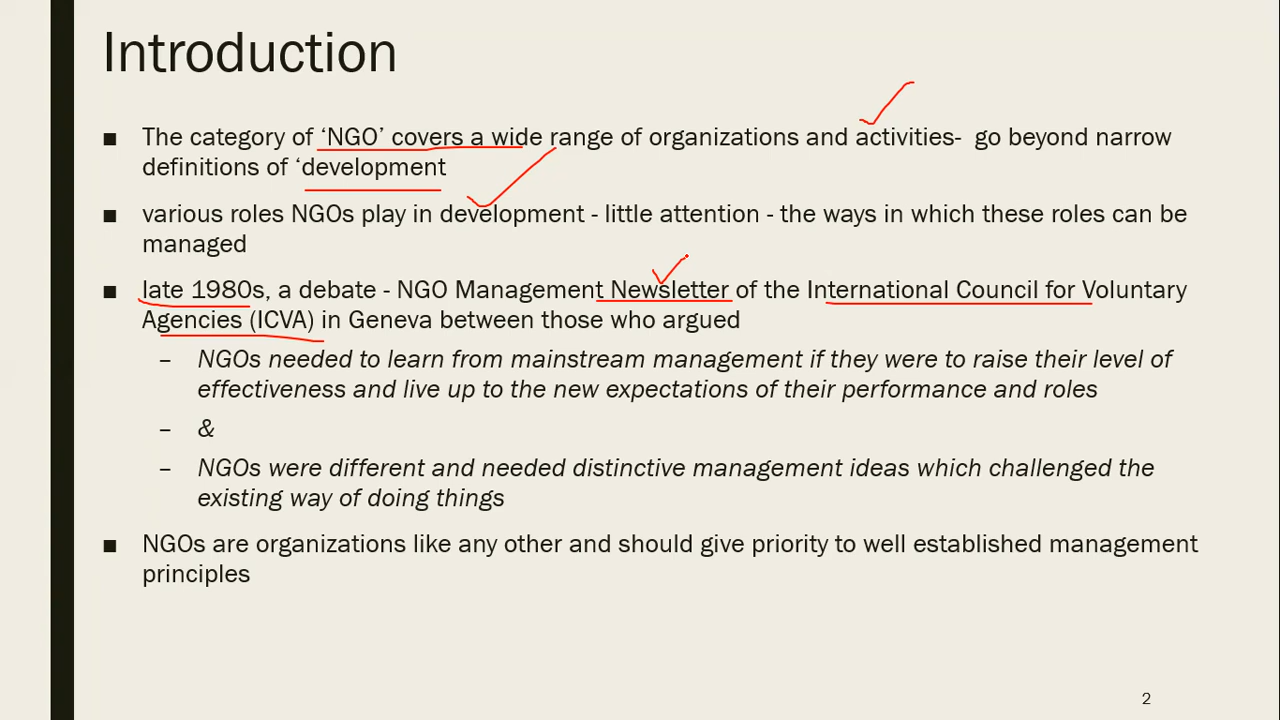 Introduction
■ The category of ‘NGO’ covers a wide range of organizations and activities-  go beyond narrow
definitions of ‘development
■ various roles NGOs play in development - little attention - the ways in which these roles can be
managed
■ late 1980s, a debate - NGO Management Newsletter of the International Council for Voluntary
Agencies (ICVA) in Geneva between those who argued
– NGOs needed to learn from mainstream management if they were to raise their level of
effectiveness and live up to the new expectations of their performance and roles
– &
– NGOs were different and needed distinctive management ideas which challenged the
existing way of doing things
■ NGOs are organizations like any other and should give priority to well established management
principles
2